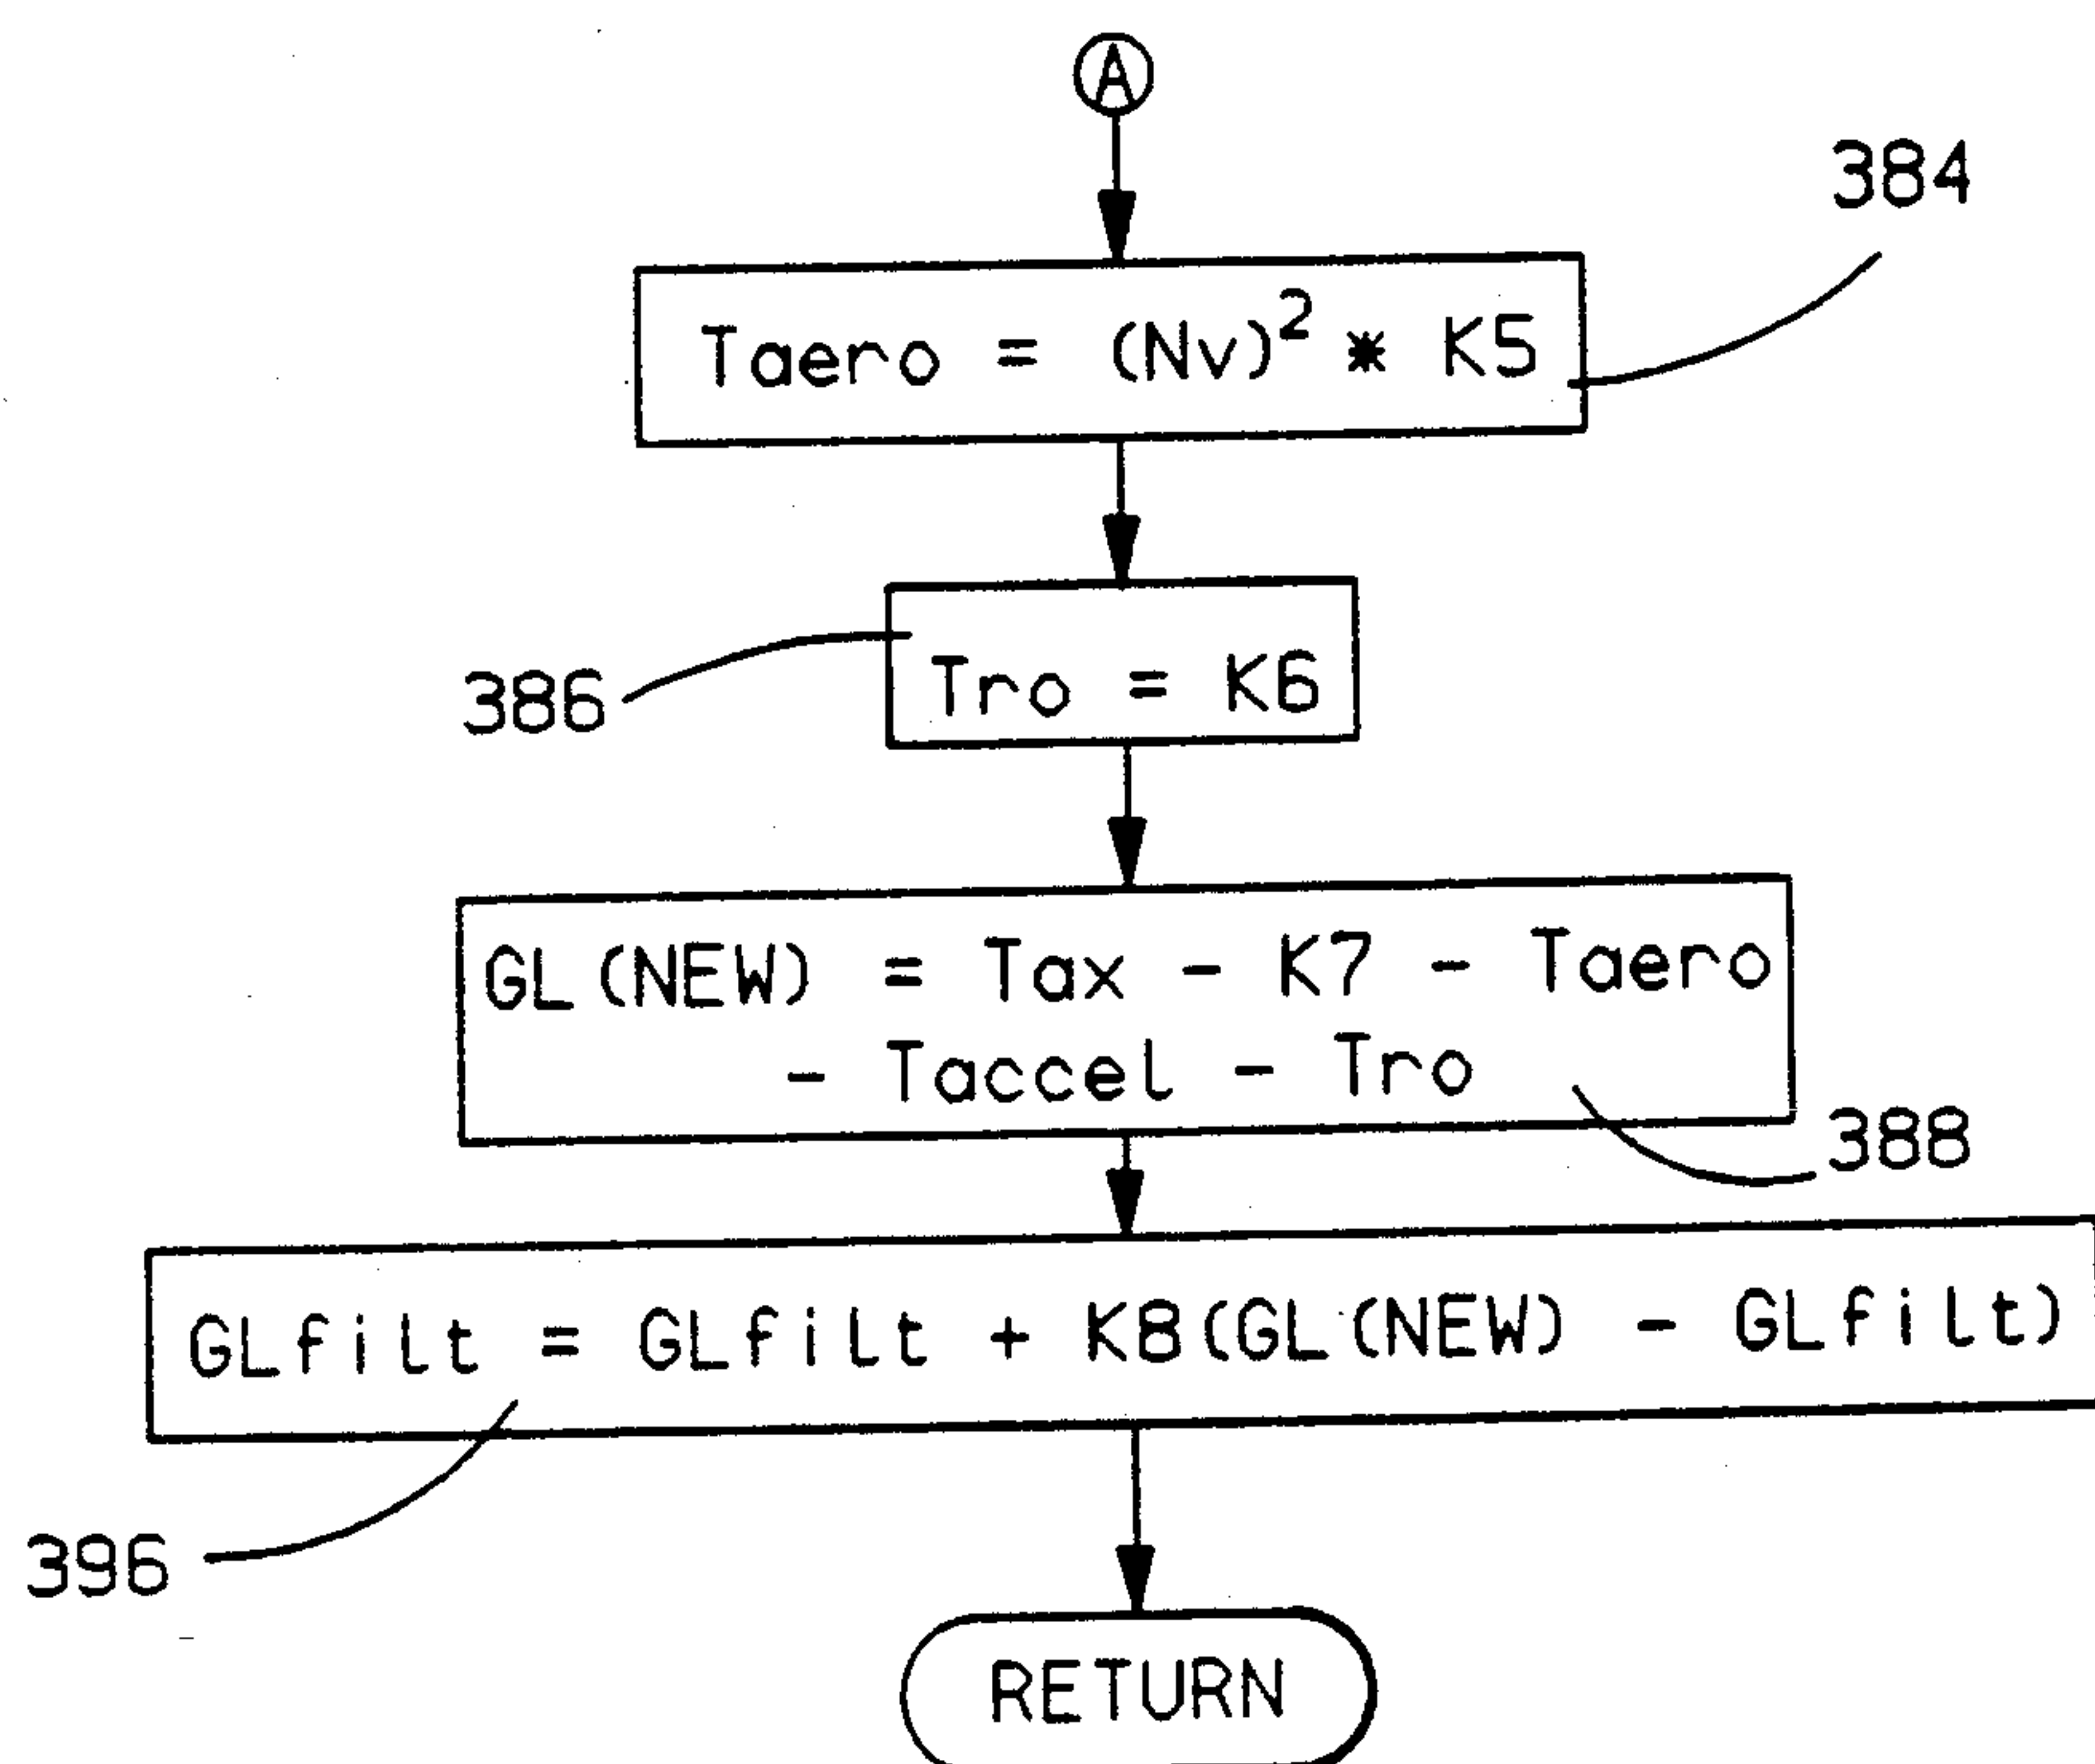 A
384
Taero = (Nv)² * K5
386
Tro = K6
GL(NEW) = Tax - K7 - Taero
- Taccel - Tro
388
GLfilt = GLfilt + K8(GL(NEW) - GLfilt)
396
RETURN